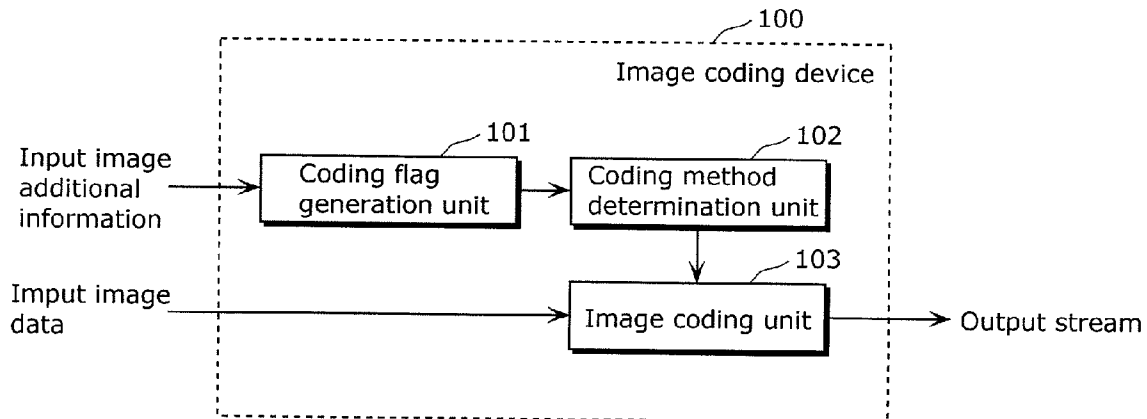 100
Image coding device
101
102
Input image
additional
information
Coding flag
generation unit
Coding method
determination unit
103
Imput image
data
Image coding unit
Output stream